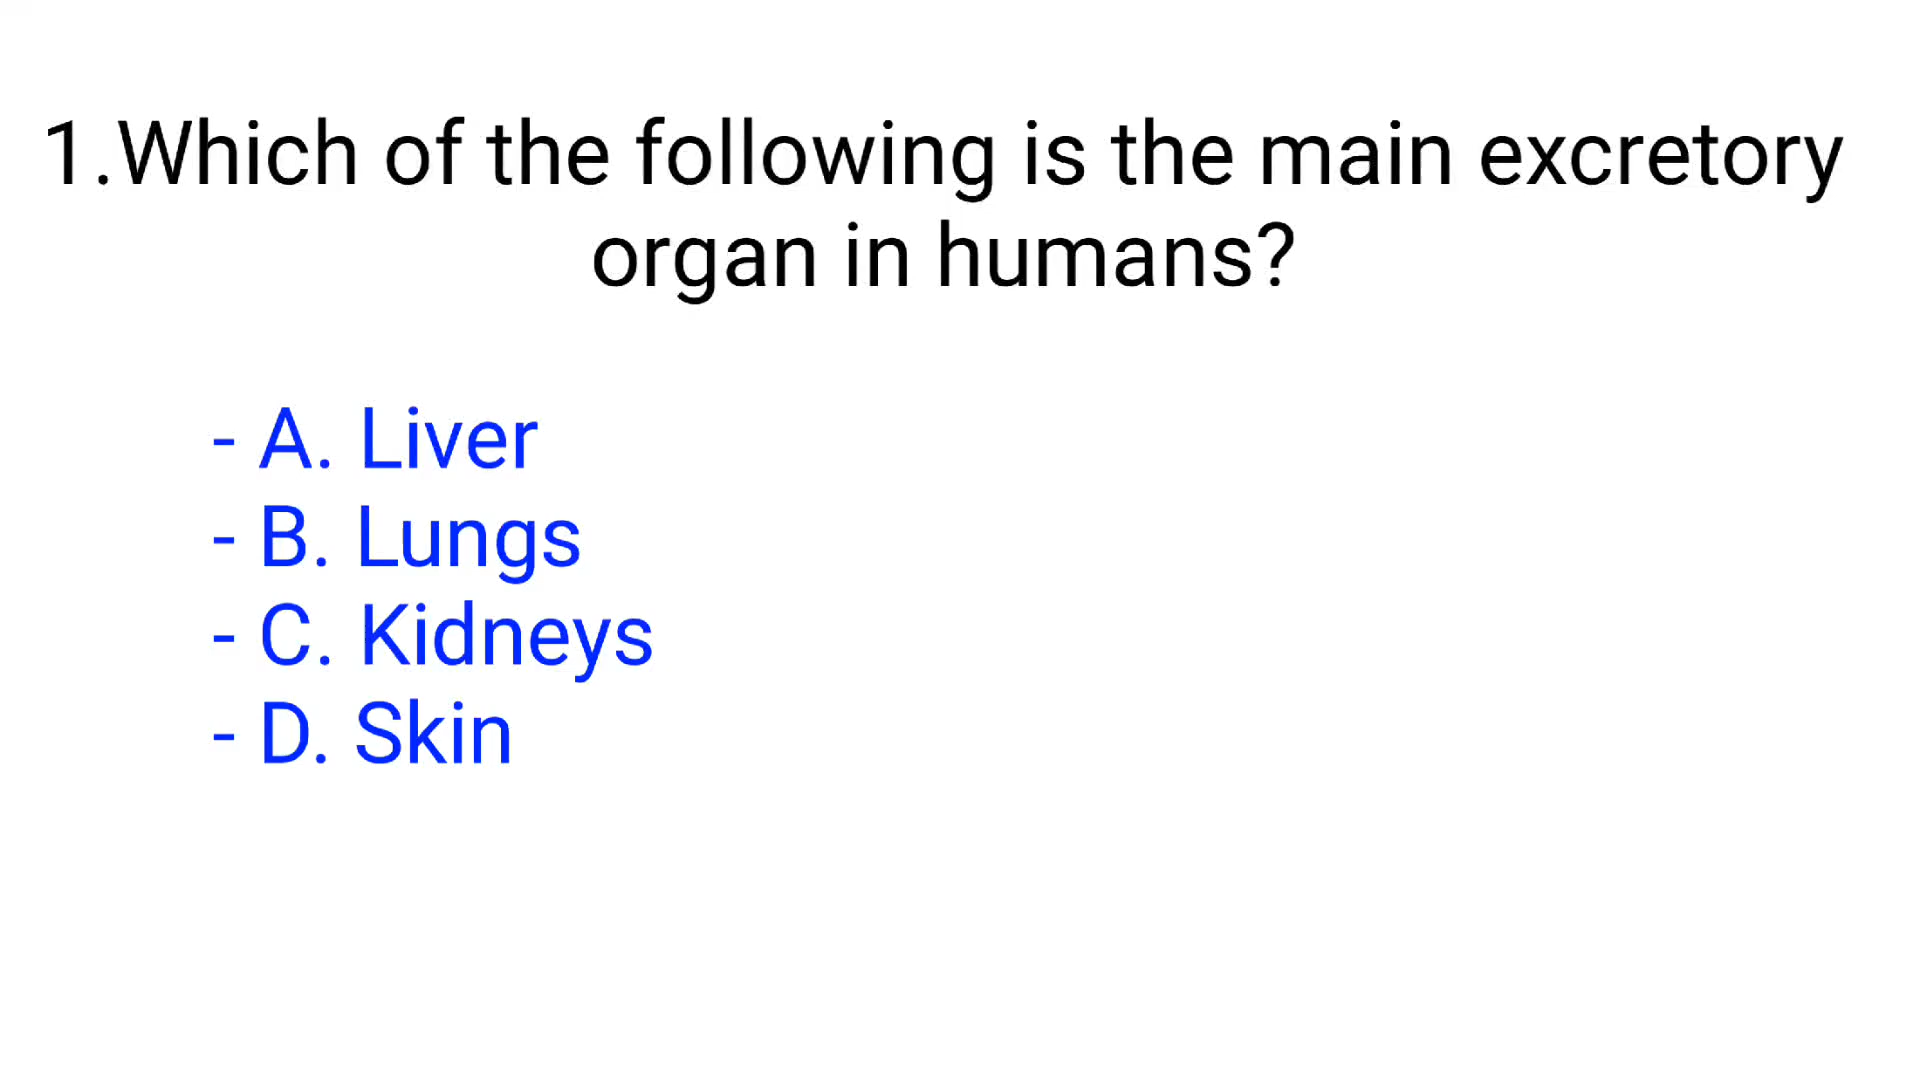 1.Which of the following is the main excretory
organ in humans?
- A. Liver
- B. Lungs
- C. Kidneys
- D. Skin